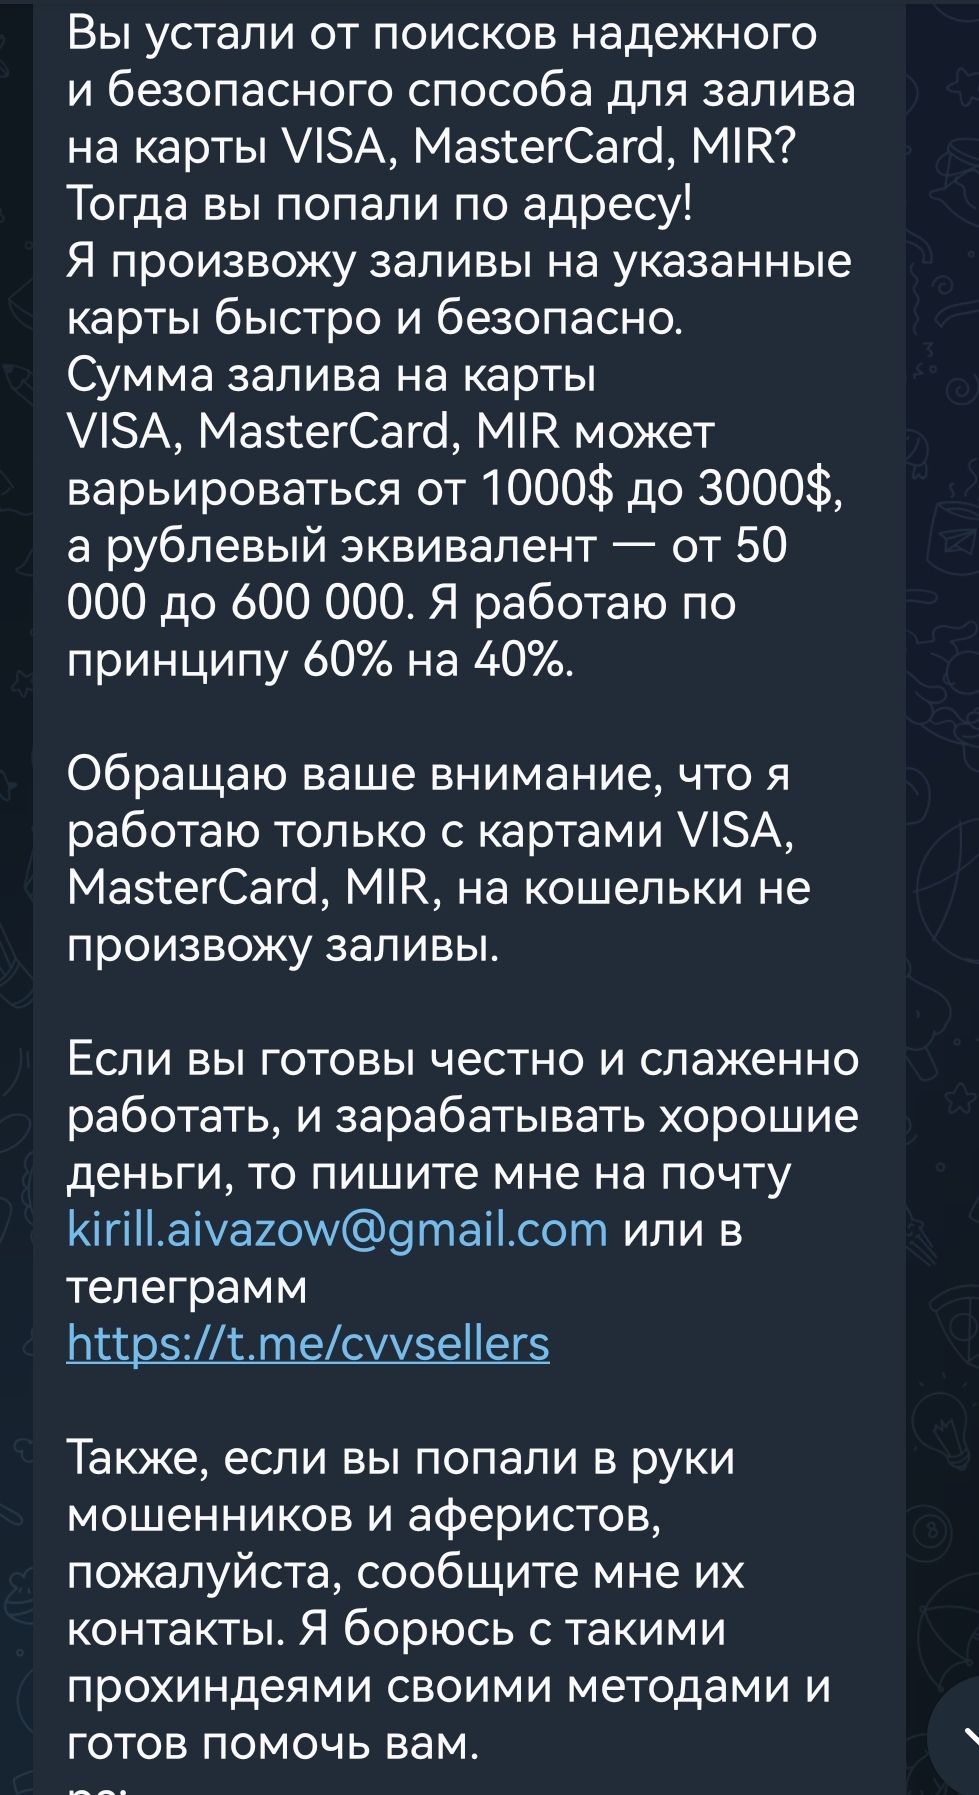 Вы устали от поисков надежного
и безопасного способа для залива
на карты VISA, MasterCard, MIR?
Тогда вы попали по адресу!
Я произвожу заливы на указанные
карты быстро и безопасно.
Сумма залива на карты
VISA, MasterCard, MIR может
варьироваться от 1000$ до 3000$,
а рублевый эквивалент — от 50
000 до 600 000. Я работаю по
принципу 60% на 40%.
Обращаю ваше внимание, что я
работаю только с картами VISA,
MasterCard, MIR, на кошельки не
произвожу заливы.
Если вы готовы честно и слаженно
работать, и зарабатывать хорошие
деньги, то пишите мне на почту
kirill.aivazow@gmail.com или в
телеграмм
https://t.me/cvvsellers
Также, если вы попали в руки
мошенников и аферистов,
пожалуйста, сообщите мне их
контакты. Я борюсь с такими
прохиндеями своими методами и
готов помочь вам.